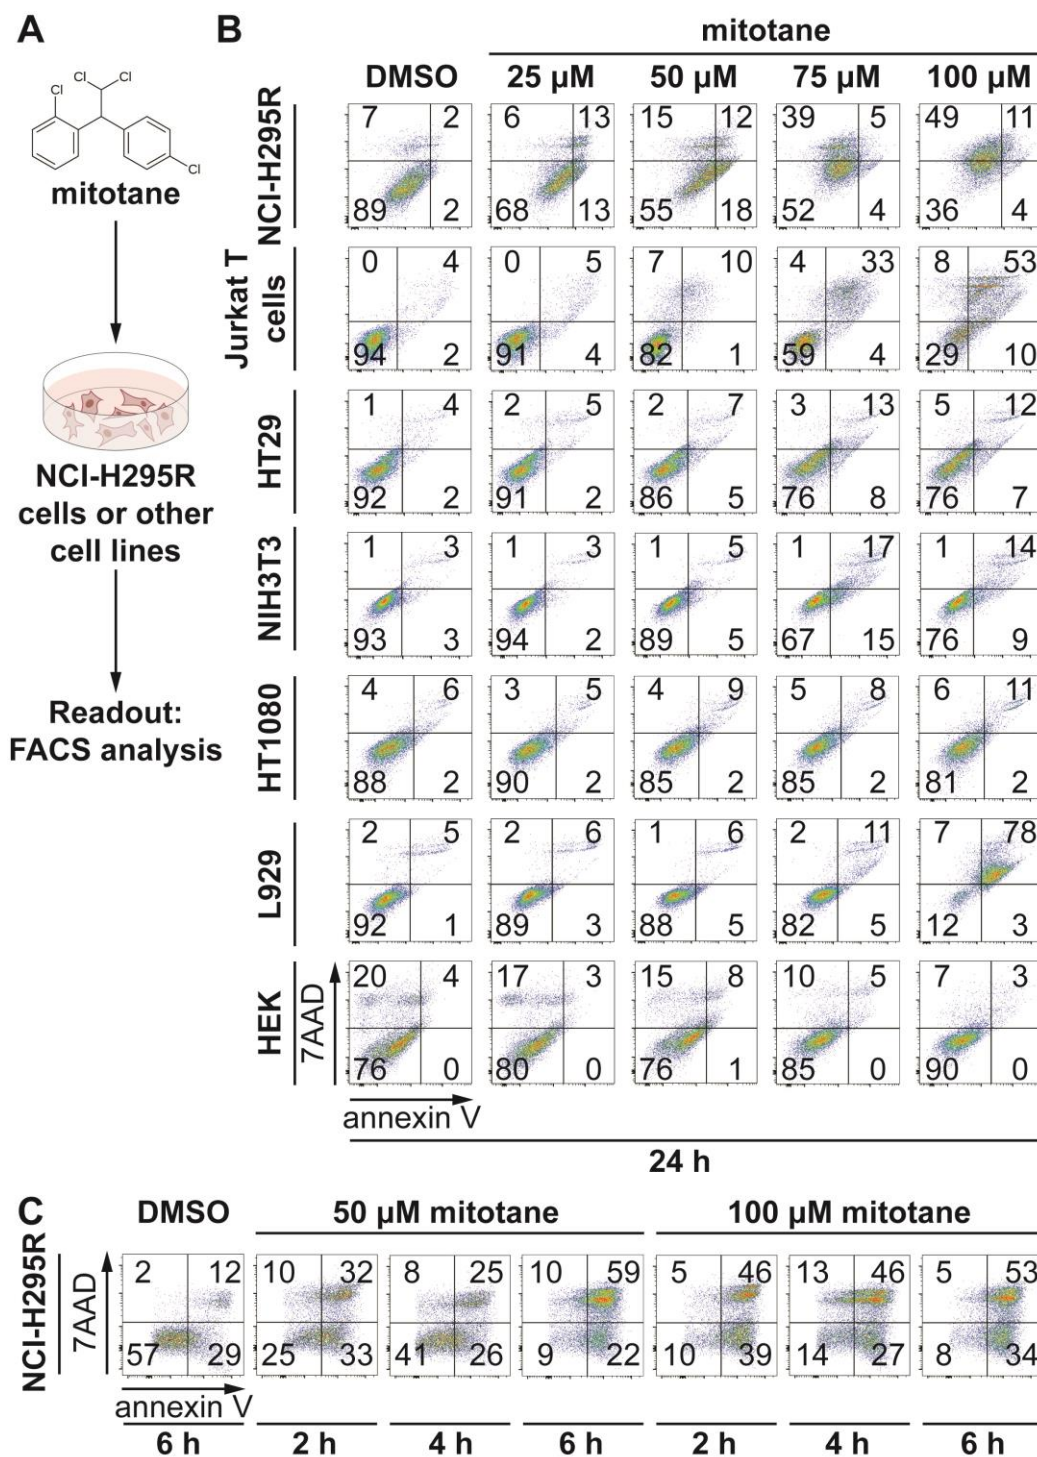 A
Cl Cl
Cl
Cl
mitotane
NCI-H295R
cells or other
cell lines
Readout:
FACS analysis
B
mitotane
DMSO 25 µM 50 µM 75 µM 100 µM
NCI-H295R
7 2 6 13 15 12 39 5 49 11
89 2 68 13 55 18 52 4 36 4
Jurkat T
cells
0 4 0 5 7 10 4 33 8 53
94 2 91 4 82 1 59 4 29 10
HT29
1 4 2 5 2 7 3 13 5 12
92 2 91 2 86 5 76 8 76 7
NIH3T3
1 3 1 3 1 5 1 17 1 14
93 3 94 2 89 5 67 15 76 9
HT1080
4 6 3 5 4 9 5 8 6 11
88 2 90 2 85 2 85 2 81 2
L929
2 5 2 6 1 6 2 11 7 78
92 1 89 3 88 5 82 5 12 3
HEK
7AAD
20 4 17 3 15 8 10 5 7 3
76 0 80 0 76 1 85 0 90 0
annexin V
24 h
C
DMSO 50 µM mitotane 100 µM mitotane
NCI-H295R
7AAD
2 12 10 32 8 25 10 59 5 46 13 46 5 53
57 29 25 33 41 26 9 22 10 39 14 27 8 34
annexin V
6 h 2 h 4 h 6 h 2 h 4 h 6 h